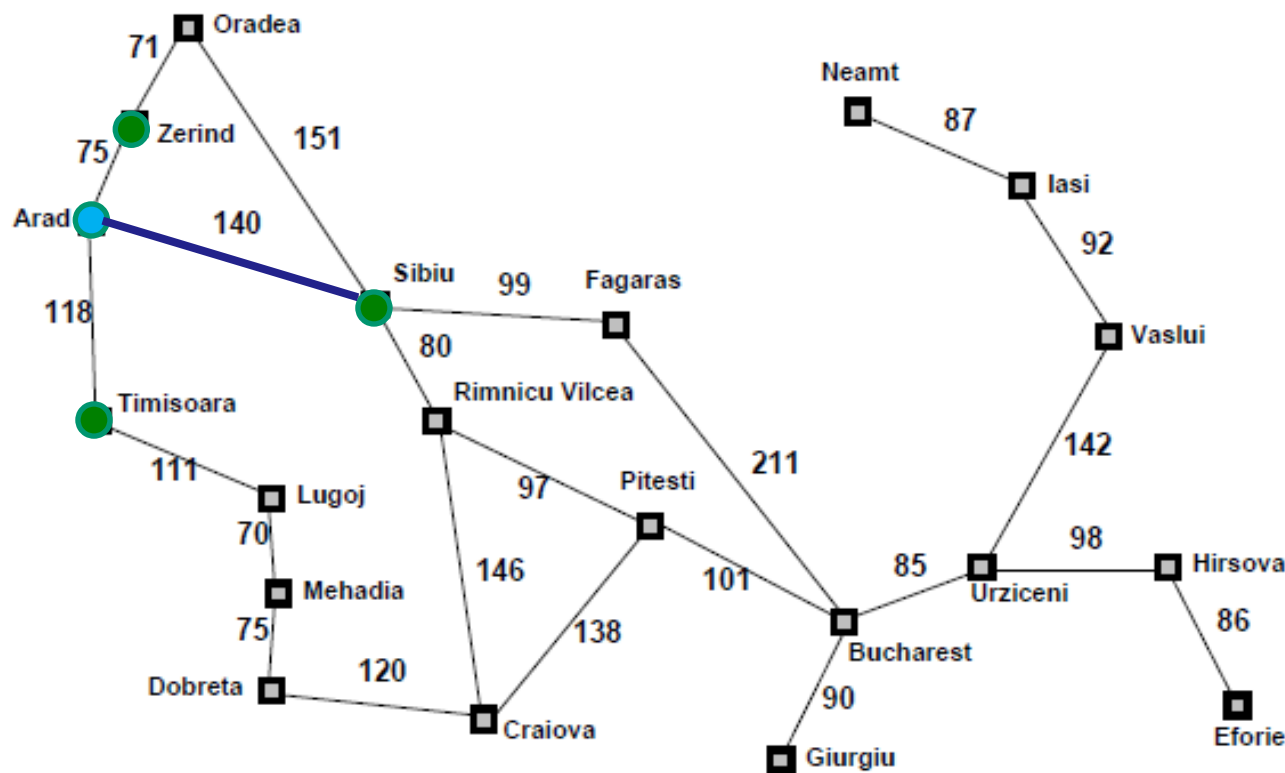 Oradea
71
Neamt
87
Zerind
151
75
Iasi
Arad
140
92
Sibiu
99
Fagaras
118
80
Vaslui
Rimnicu Vilcea
Timisoara
142
211
111
97
Pitesti
Lugoj
70
98
146
101
85
Hirsova
Mehadia
Urziceni
75
138
86
Bucharest
120
Dobreta
90
Craiova
Eforie
Giurgiu